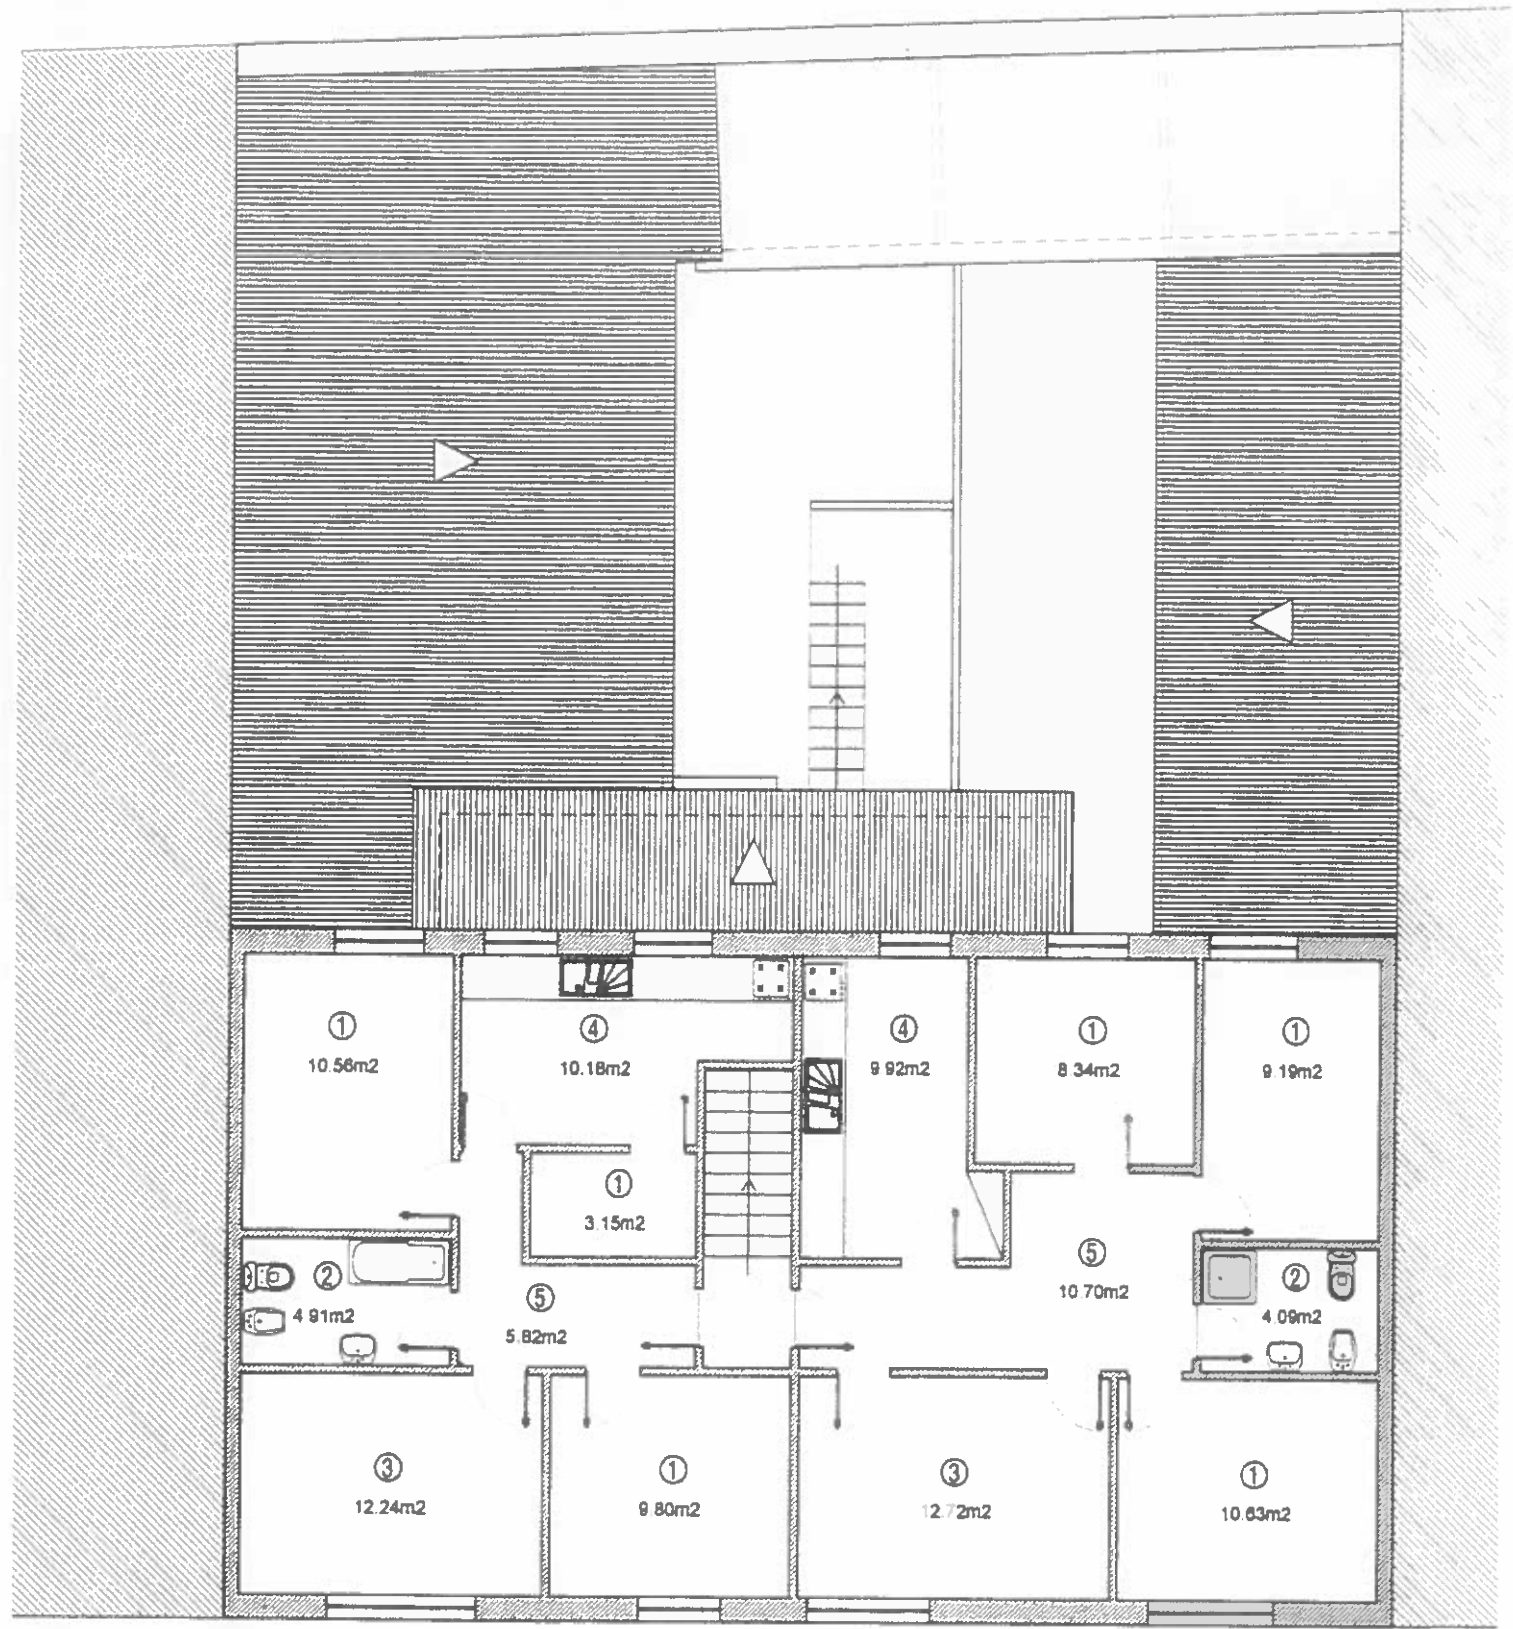 ① ④ ④ ① ①
10.56m2 10.18m2 9.92m2 8.34m2 9.19m2
①
3.15m2
② ⑤ ⑤ ②
4.91m2 5.82m2 10.70m2 4.09m2
③ ① ③ ①
12.24m2 9.80m2 12.72m2 10.63m2